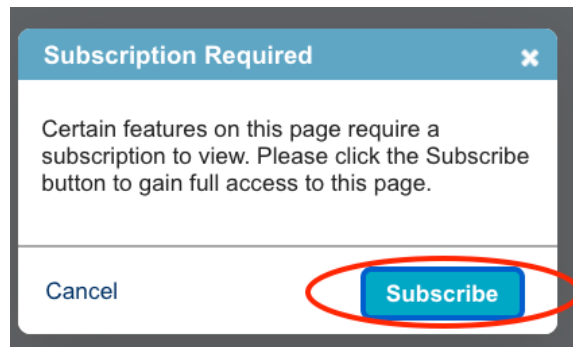 Subscription Required
Certain features on this page require a
subscription to view. Please click the Subscribe
button to gain full access to this page.
Cancel
Subscribe